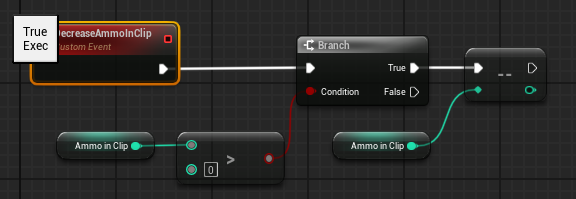 True
Exec
DecreaseAmmoInClip
Custom Event
Branch
True
Condition
False
--
Ammo in Clip
0
>
Ammo in Clip